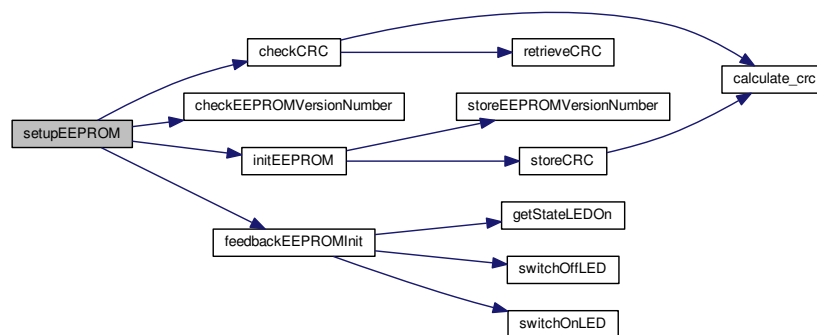 checkCRC
retrieveCRC
calculate_crc
checkEEPROMVersionNumber
storeEEPROMVersionNumber
setupEEPROM
initEEPROM
storeCRC
getStateLEDOn
feedbackEEPROMInit
switchOffLED
switchOnLED